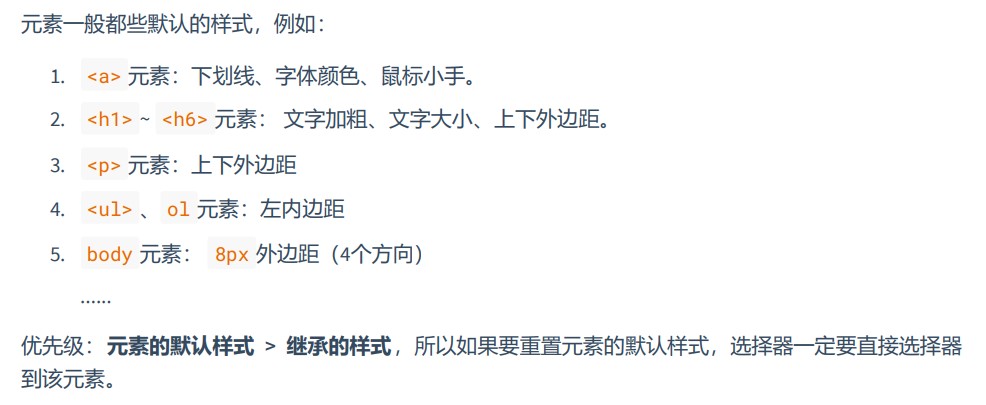 元素一般都些默认的样式，例如：
1. <a> 元素：下划线、字体颜色、鼠标小手。
2. <h1> ~ <h6> 元素： 文字加粗、文字大小、上下外边距。
3. <p> 元素：上下外边距
4. <ul> 、 ol 元素：左内边距
5. body 元素： 8px 外边距（4个方向）
......
优先级：元素的默认样式 > 继承的样式，所以如果要重置元素的默认样式，选择器一定要直接选择器
到该元素。